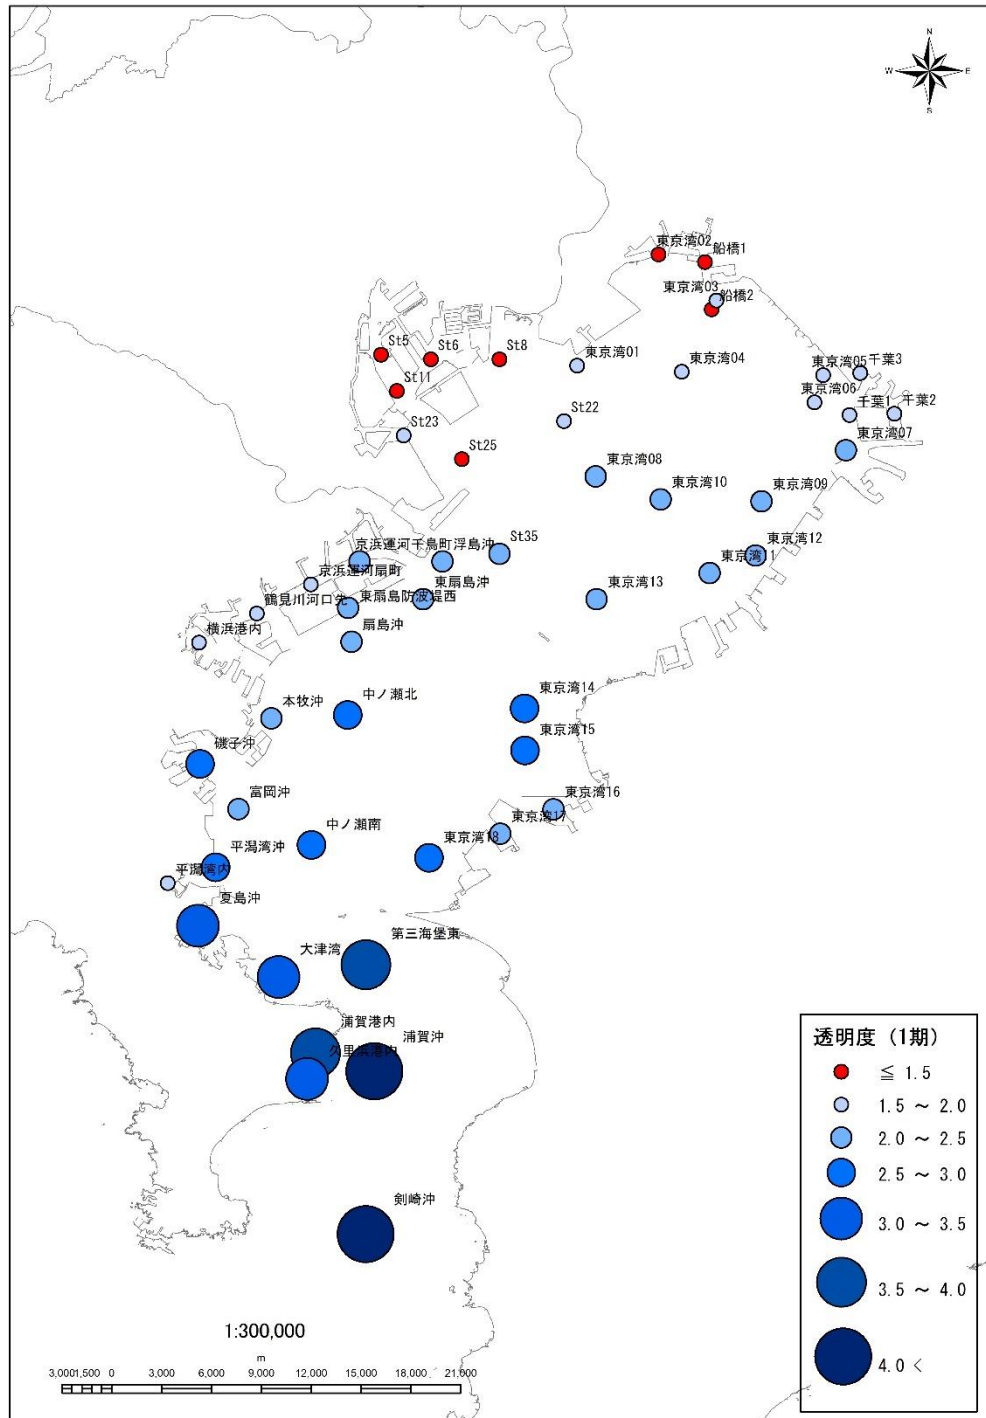 N
W
E
S
東京湾02
船橋1
東京湾03
船橋2
St5
St6
St8
東京湾01
東京湾04
東京湾05
千葉3
St11
東京湾06
千葉1
千葉2
St23
St22
東京湾07
St25
東京湾08
東京湾10
東京湾09
St35
東京湾12
京浜運河千鳥町
浮島沖
東京湾11
京浜運河扇町
東扇島沖
東京湾13
鶴見川河口先
東扇島防波堤西
横浜港内
扇島沖
本牧沖
中ノ瀬北
東京湾14
磯子沖
東京湾15
富岡沖
東京湾16
中ノ瀬南
東京湾17
平潟湾沖
東京湾18
平潟湾内
夏島沖
大津湾
第三海堡東
浦賀港内
浦賀沖
久里浜港内
剣崎沖
透明度 (1期)
≦ 1.5
1.5 ～ 2.0
2.0 ～ 2.5
2.5 ～ 3.0
3.0 ～ 3.5
3.5 ～ 4.0
4.0 <
1:300,000
m
3,000 1,500 0 3,000 6,000 9,000 12,000 15,000 18,000 21,000